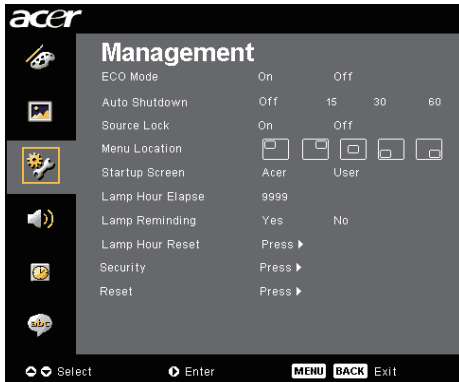 acer
Management
ECO Mode On Off
Auto Shutdown Off 15 30 60
Source Lock On Off
Menu Location
Startup Screen Acer User
Lamp Hour Elapse 9999
Lamp Reminding Yes No
Lamp Hour Reset Press
Security Press
Reset Press
abc
Select Enter MENU BACK Exit